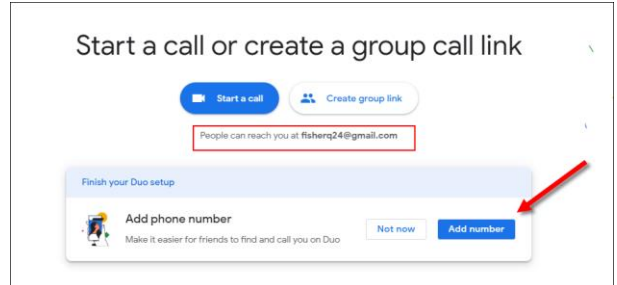 Start a call or create a group call link
Start a call
Create group link
People can reach you at fisherq24@gmail.com
Finish your Duo setup
Add phone number
Make it easier for friends to find and call you on Duo
Not now
Add number